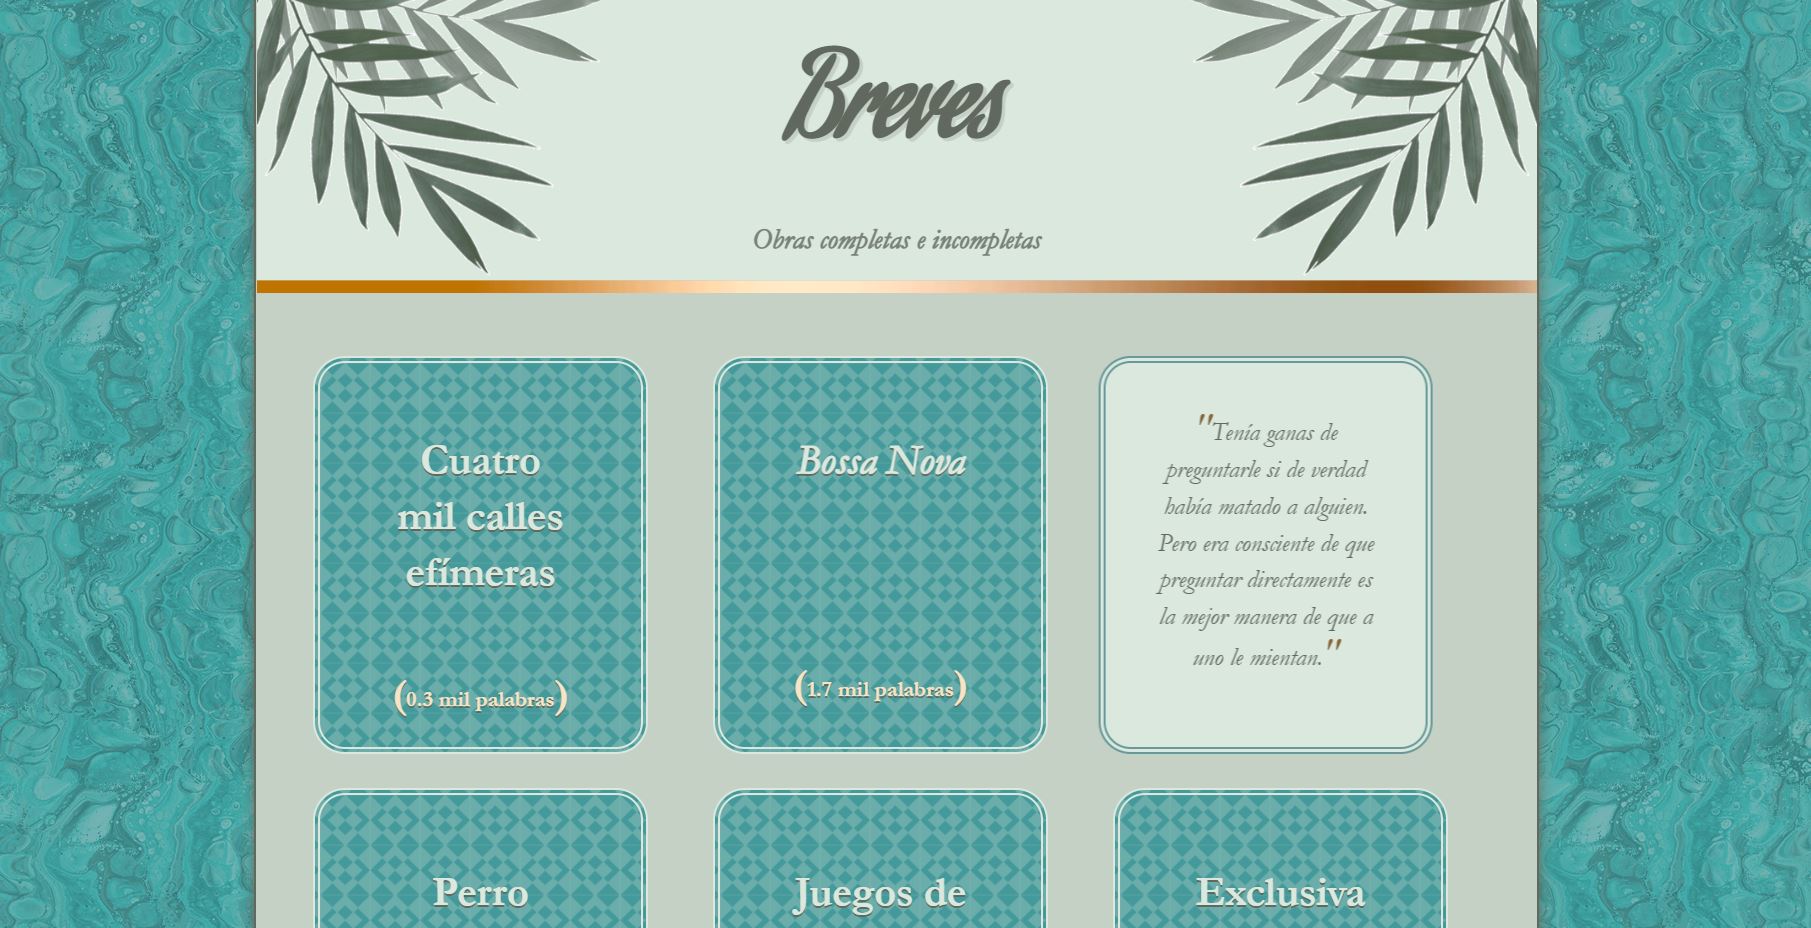 Breves
Obras completas e incompletas
Cuatro
mil calles
efímeras
(0.3 mil palabras)
Bossa Nova
(1.7 mil palabras)
"Tenía ganas de
preguntarle si de verdad
había matado a alguien.
Pero era consciente de que
preguntar directamente es
la mejor manera de que a
uno le mientan."
Perro
Juegos de
Exclusiva